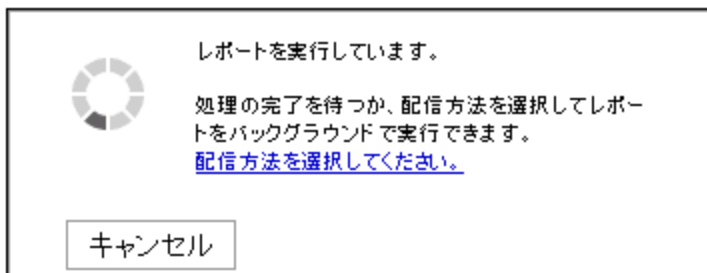 レポートを実行しています。
処理の完了を待つか、配信方法を選択してレポー
トをバックグラウンドで実行できます。
配信方法を選択してください。
キャンセル